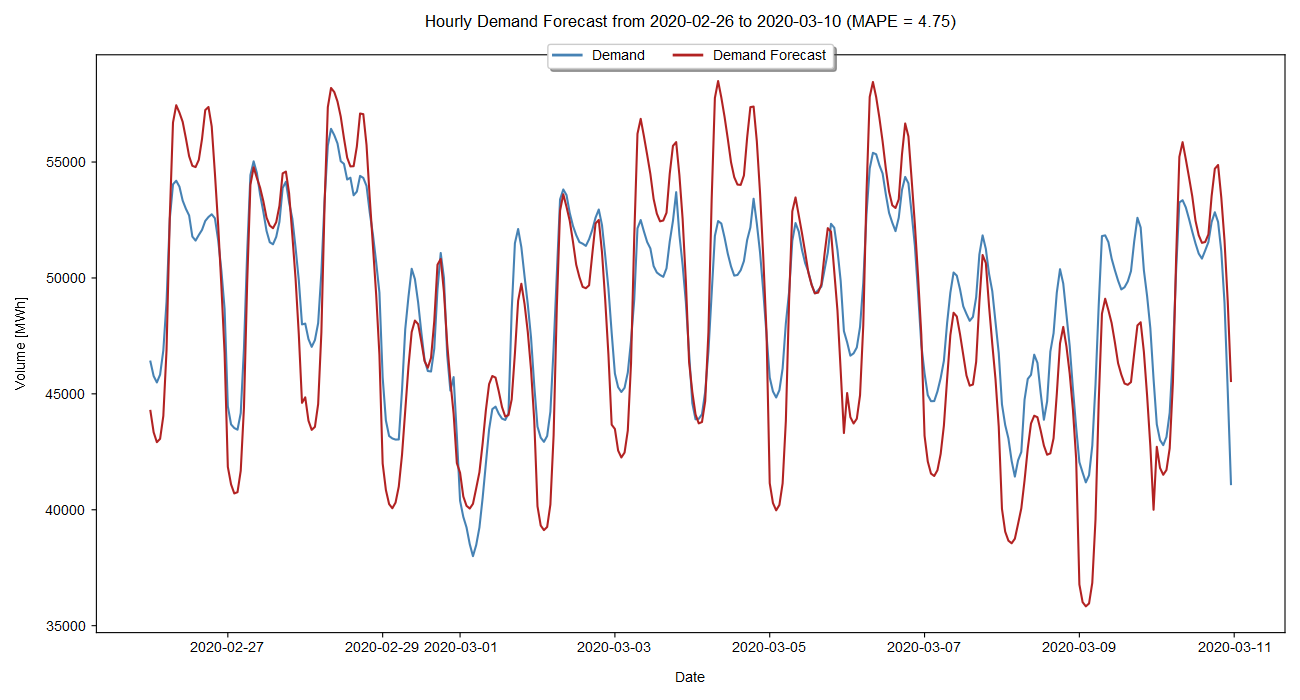 Hourly Demand Forecast from 2020-02-26 to 2020-03-10 (MAPE = 4.75)
Demand Demand Forecast
Volume [MWh]
55000
50000
45000
40000
35000
2020-02-27 2020-02-29 2020-03-01 2020-03-03 2020-03-05 2020-03-07 2020-03-09 2020-03-11
Date